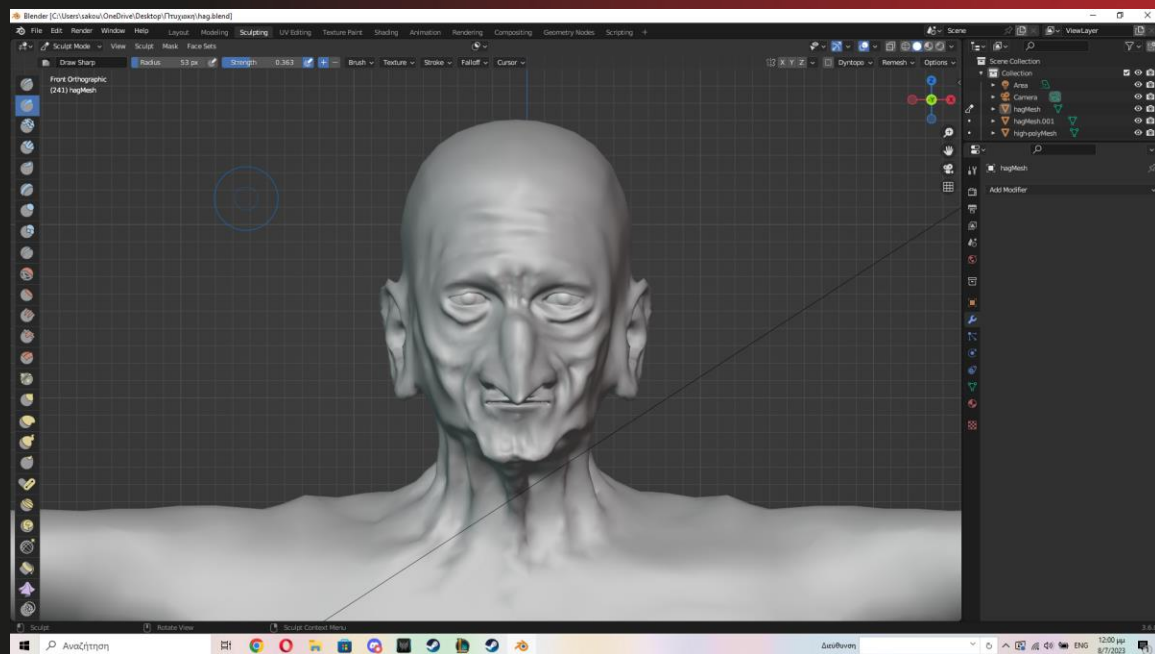 Blender [C:\Users\sakou\OneDrive\Desktop\Πτυχιακη\hag.blend]
File Edit Render Window Help Layout Modeling Sculpting UV Editing Texture Paint Shading Animation Rendering Compositing Geometry Nodes Scripting + Scene ViewLayer
Sculpt Mode View Sculpt Mask Face Sets
Draw Sharp Radius 53 px Strength 0.363 Brush Texture Stroke Falloff Cursor X Y Z Dyntopo Remesh Options
Front Orthographic
(241) hagMesh
Scene Collection
Collection
Area
Camera
hagMesh
hagMesh.001
high-polyMesh
hagMesh
Add Modifier
Sculpt Rotate View Sculpt Context Menu
Αναζήτηση Διεύθυνση ENG 12:00 μμ
8/7/2023